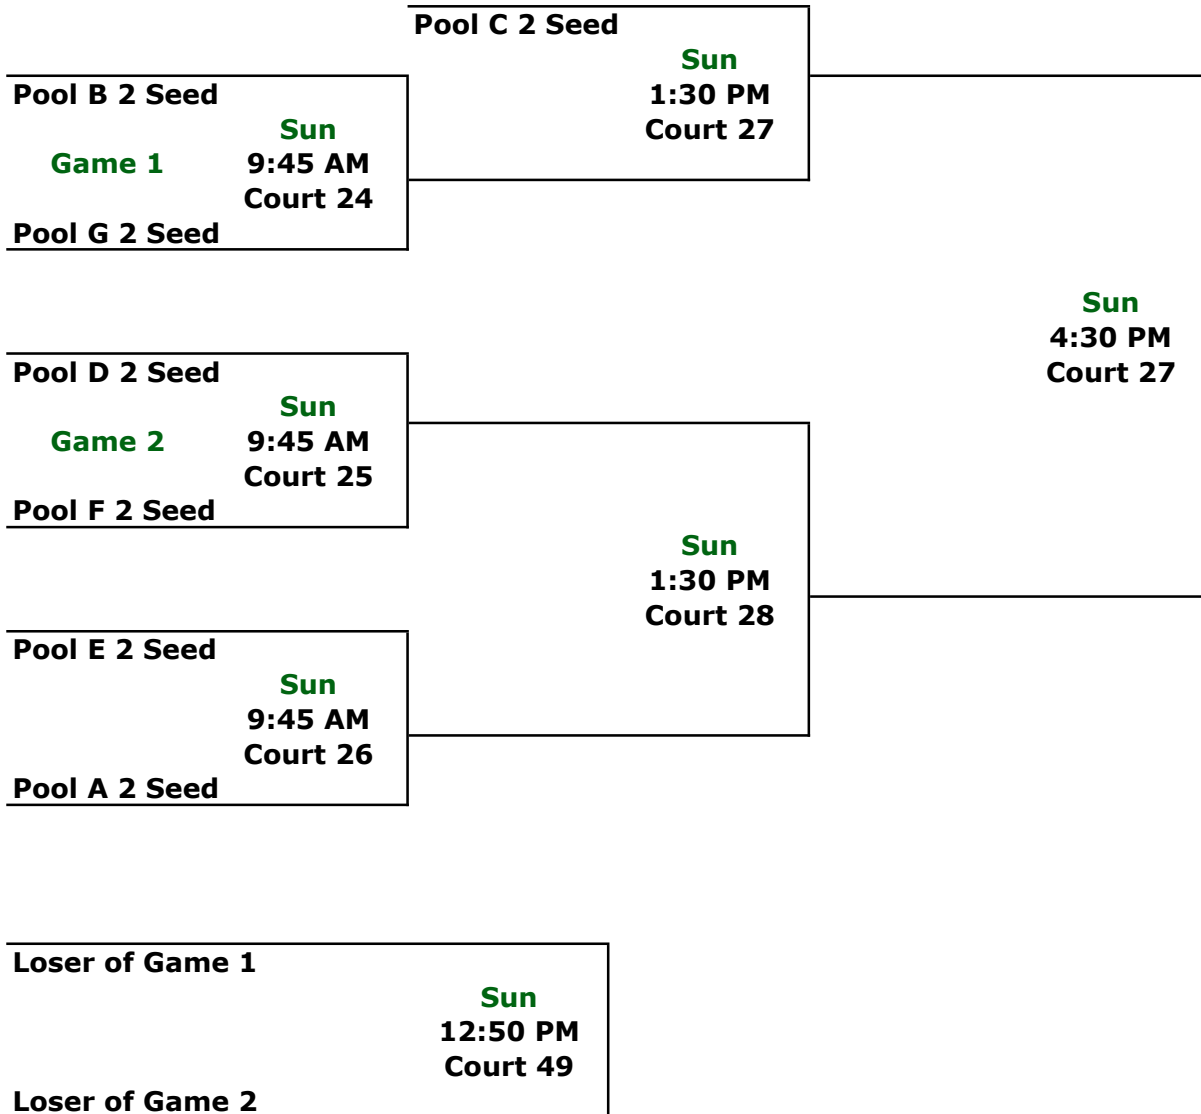 Pool C 2 Seed
Sun
1:30 PM
Court 27
Pool B 2 Seed
Sun
Game 1 9:45 AM
Court 24
Pool G 2 Seed
Sun
4:30 PM
Court 27
Pool D 2 Seed
Sun
Game 2 9:45 AM
Court 25
Pool F 2 Seed
Sun
1:30 PM
Court 28
Pool E 2 Seed
Sun
9:45 AM
Court 26
Pool A 2 Seed
Loser of Game 1
Sun
12:50 PM
Court 49
Loser of Game 2